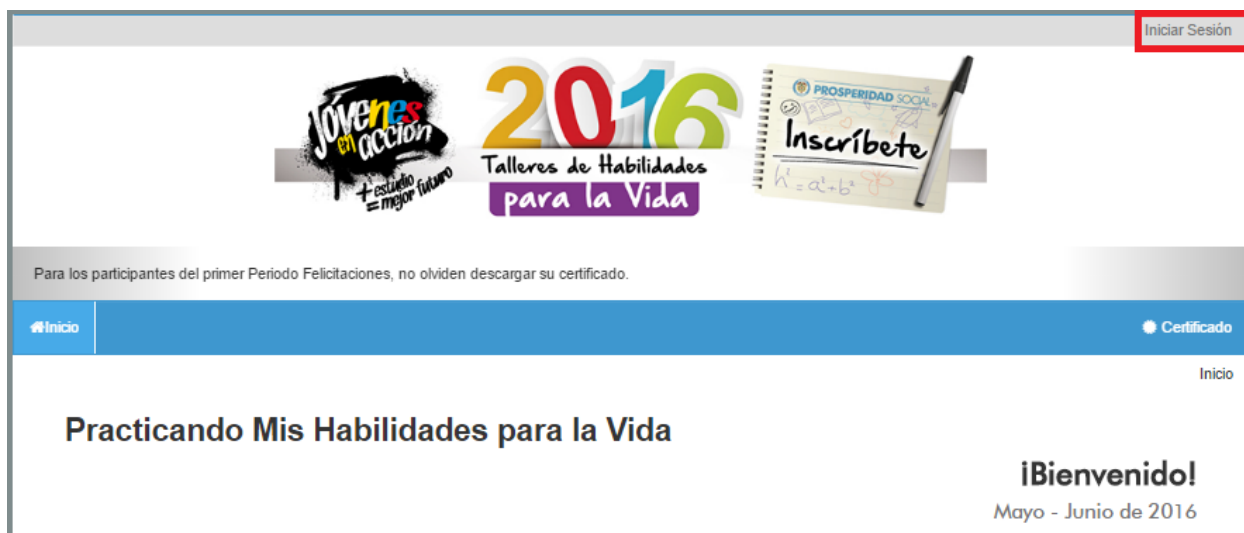 Iniciar Sesión
Jóvenes
en acción
+ estudio
= mejor futuro
2016
Talleres de Habilidades
para la Vida
PROSPERIDAD SOCIAL
Inscríbete
h² = a² + b²
Para los participantes del primer Periodo Felicitaciones, no olviden descargar su certificado.
Inicio
Certificado
Inicio
Practicando Mis Habilidades para la Vida
¡Bienvenido!
Mayo - Junio de 2016